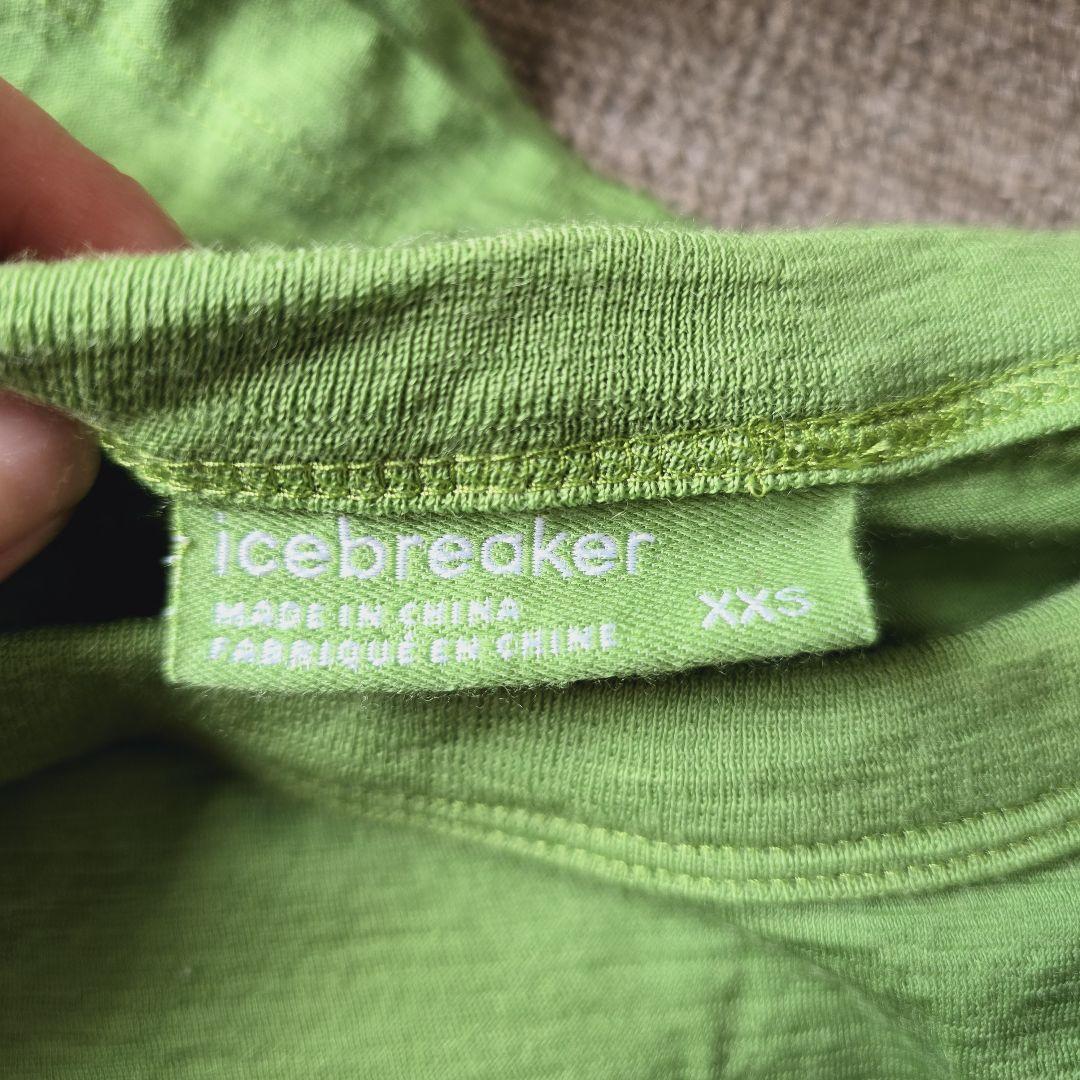 icebreaker
MADE IN CHINA
FABRIQUÉ EN CHINE
XXS